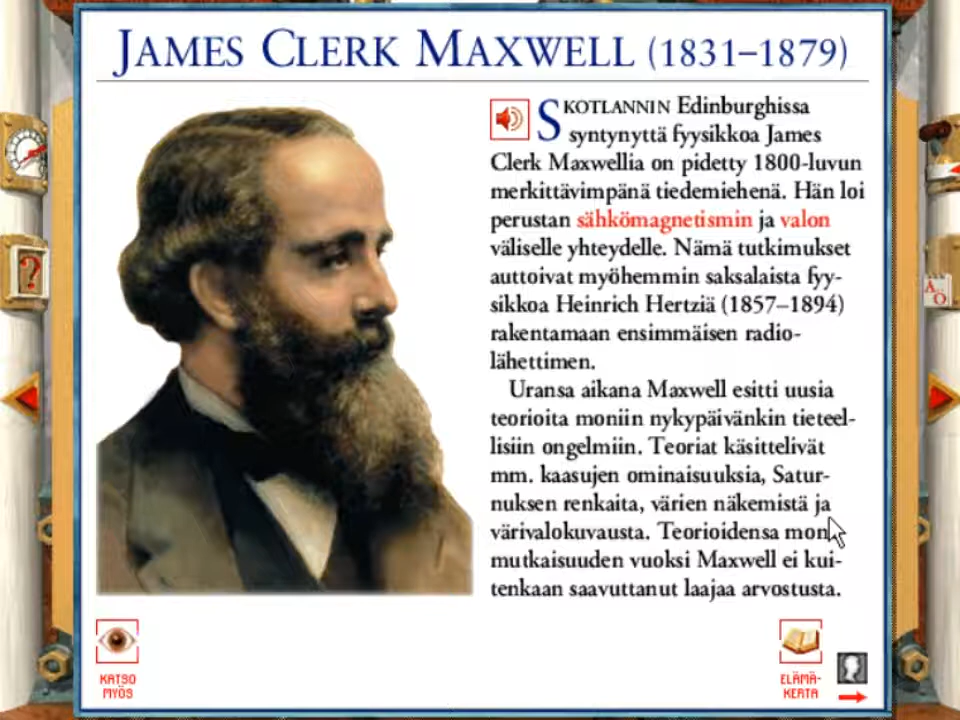 JAMES CLERK MAXWELL (1831–1879)
SKOTLANNIN Edinburghissa
syntynyttä fyysikkoa James
Clerk Maxwellia on pidetty 1800-luvun
merkittävimpänä tiedemiehenä. Hän loi
perustan sähkömagnetismin ja valon
väliselle yhteydelle. Nämä tutkimukset
auttoivat myöhemmin saksalaista fyy-
sikkoa Heinrich Hertziä (1857–1894)
rakentamaan ensimmäisen radio-
lähettimen.
Uransa aikana Maxwell esitti uusia
teorioita moniin nykypäivänkin tieteel-
lisiin ongelmiin. Teoriat käsittelivät
mm. kaasujen ominaisuuksia, Satur-
nuksen renkaita, värien näkemistä ja
värivalokuvausta. Teorioidensa mon
mutkaisuuden vuoksi Maxwell ei kui-
tenkaan saavuttanut laajaa arvostusta.
KATSO
MYÖS
ELÄMÄ-
KERTA
?
A..
O